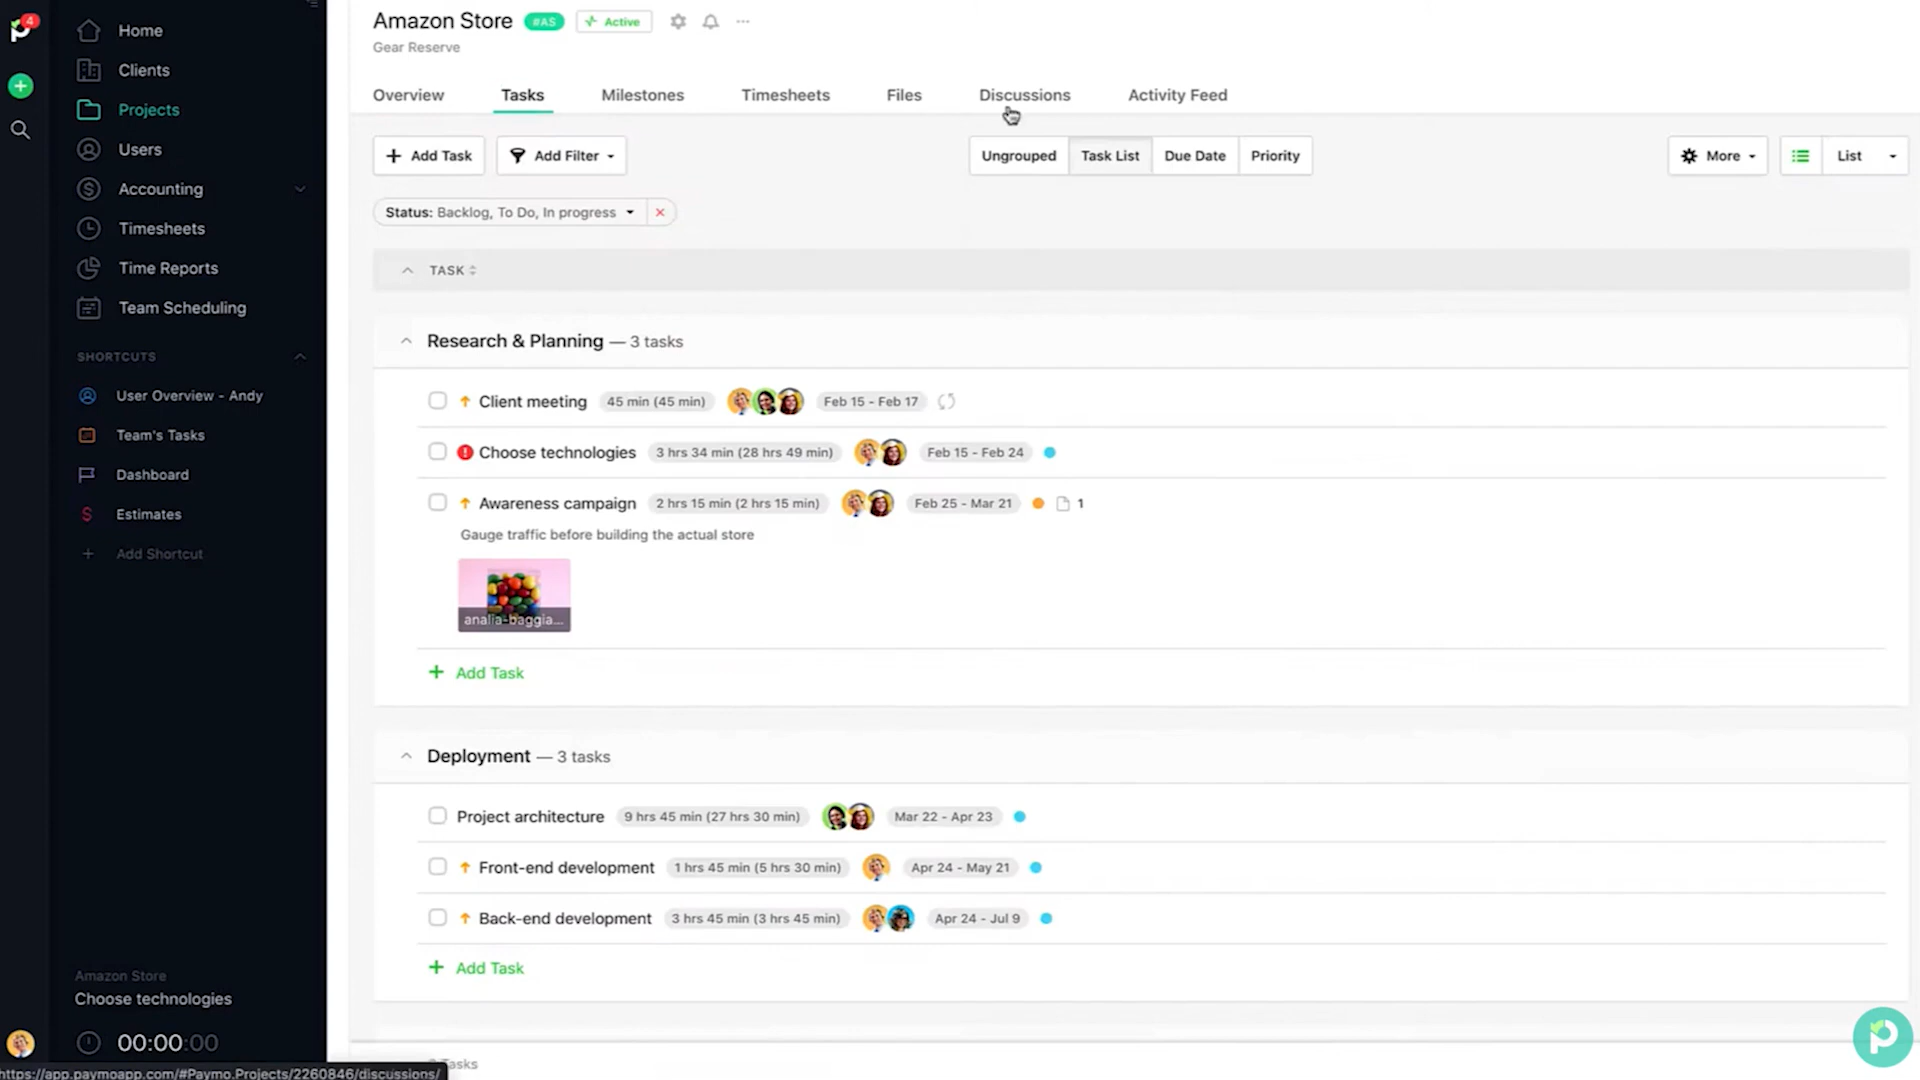 4
Home
Clients
Projects
Users
Accounting
Timesheets
Time Reports
Team Scheduling
SHORTCUTS
User Overview - Andy
Team's Tasks
Dashboard
Estimates
Add Shortcut
Amazon Store
Choose technologies
00:00:00
https://app.paymoapp.com/#Paymo.Projects/2260846/discussions/
Amazon Store #AS Active
Gear Reserve
Overview Tasks Milestones Timesheets Files Discussions Activity Feed
Add Task Add Filter Ungrouped Task List Due Date Priority More List
Status: Backlog, To Do, In progress
TASK
Research & Planning — 3 tasks
Client meeting 45 min (45 min) Feb 15 - Feb 17
Choose technologies 3 hrs 34 min (28 hrs 49 min) Feb 15 - Feb 24
Awareness campaign 2 hrs 15 min (2 hrs 15 min) Feb 25 - Mar 21 1
Gauge traffic before building the actual store
analia-baggia...
+ Add Task
Deployment — 3 tasks
Project architecture 9 hrs 45 min (27 hrs 30 min) Mar 22 - Apr 23
Front-end development 1 hrs 45 min (5 hrs 30 min) Apr 24 - May 21
Back-end development 3 hrs 45 min (3 hrs 45 min) Apr 24 - Jul 9
+ Add Task
Tasks